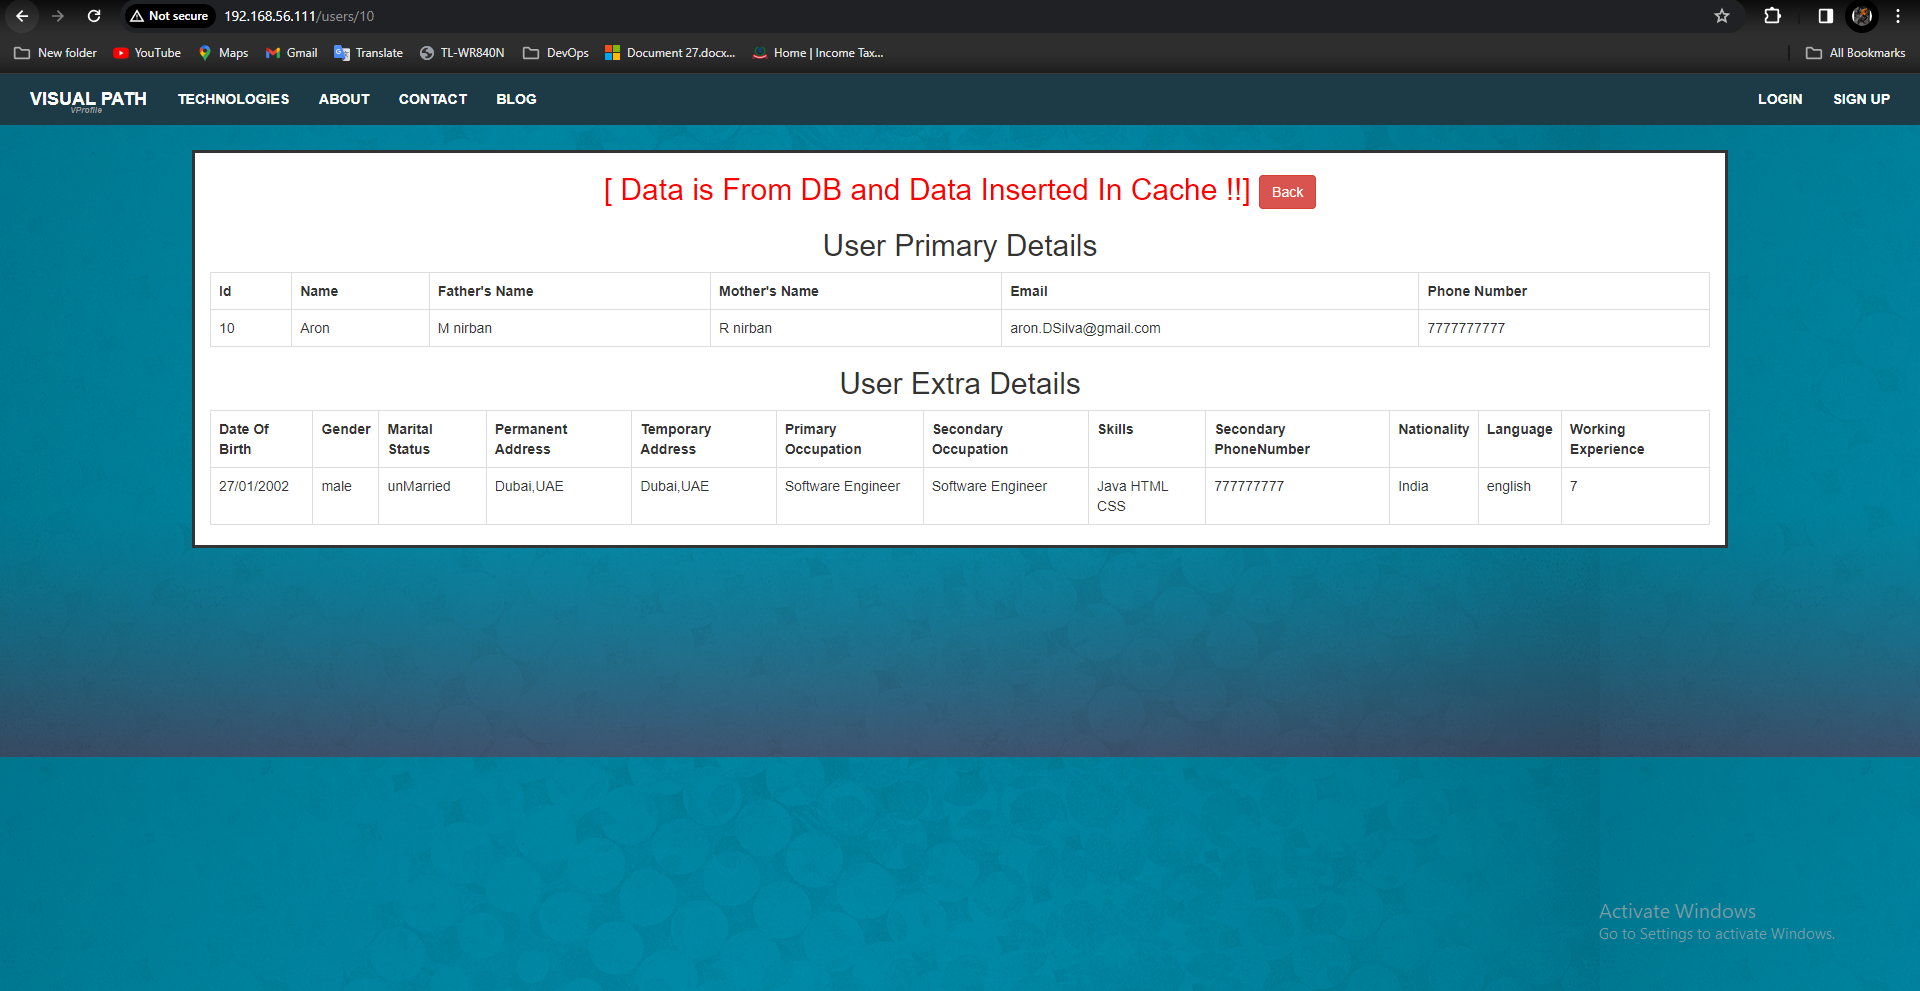 Not secure 192.168.56.111/users/10
New folder YouTube Maps Gmail Translate TL-WR840N DevOps Document 27.docx... Home | Income Tax... All Bookmarks
VISUAL PATH TECHNOLOGIES ABOUT CONTACT BLOG LOGIN SIGN UP
VProfile
[ Data is From DB and Data Inserted In Cache !!] Back
User Primary Details
Id Name Father's Name Mother's Name Email Phone Number
10 Aron M nirban R nirban aron.DSilva@gmail.com 7777777777
User Extra Details
Date Of Birth Gender Marital Status Permanent Address Temporary Address Primary Occupation Secondary Occupation Skills Secondary PhoneNumber Nationality Language Working Experience
27/01/2002 male unMarried Dubai,UAE Dubai,UAE Software Engineer Software Engineer Java HTML CSS 777777777 India english 7
Activate Windows
Go to Settings to activate Windows.